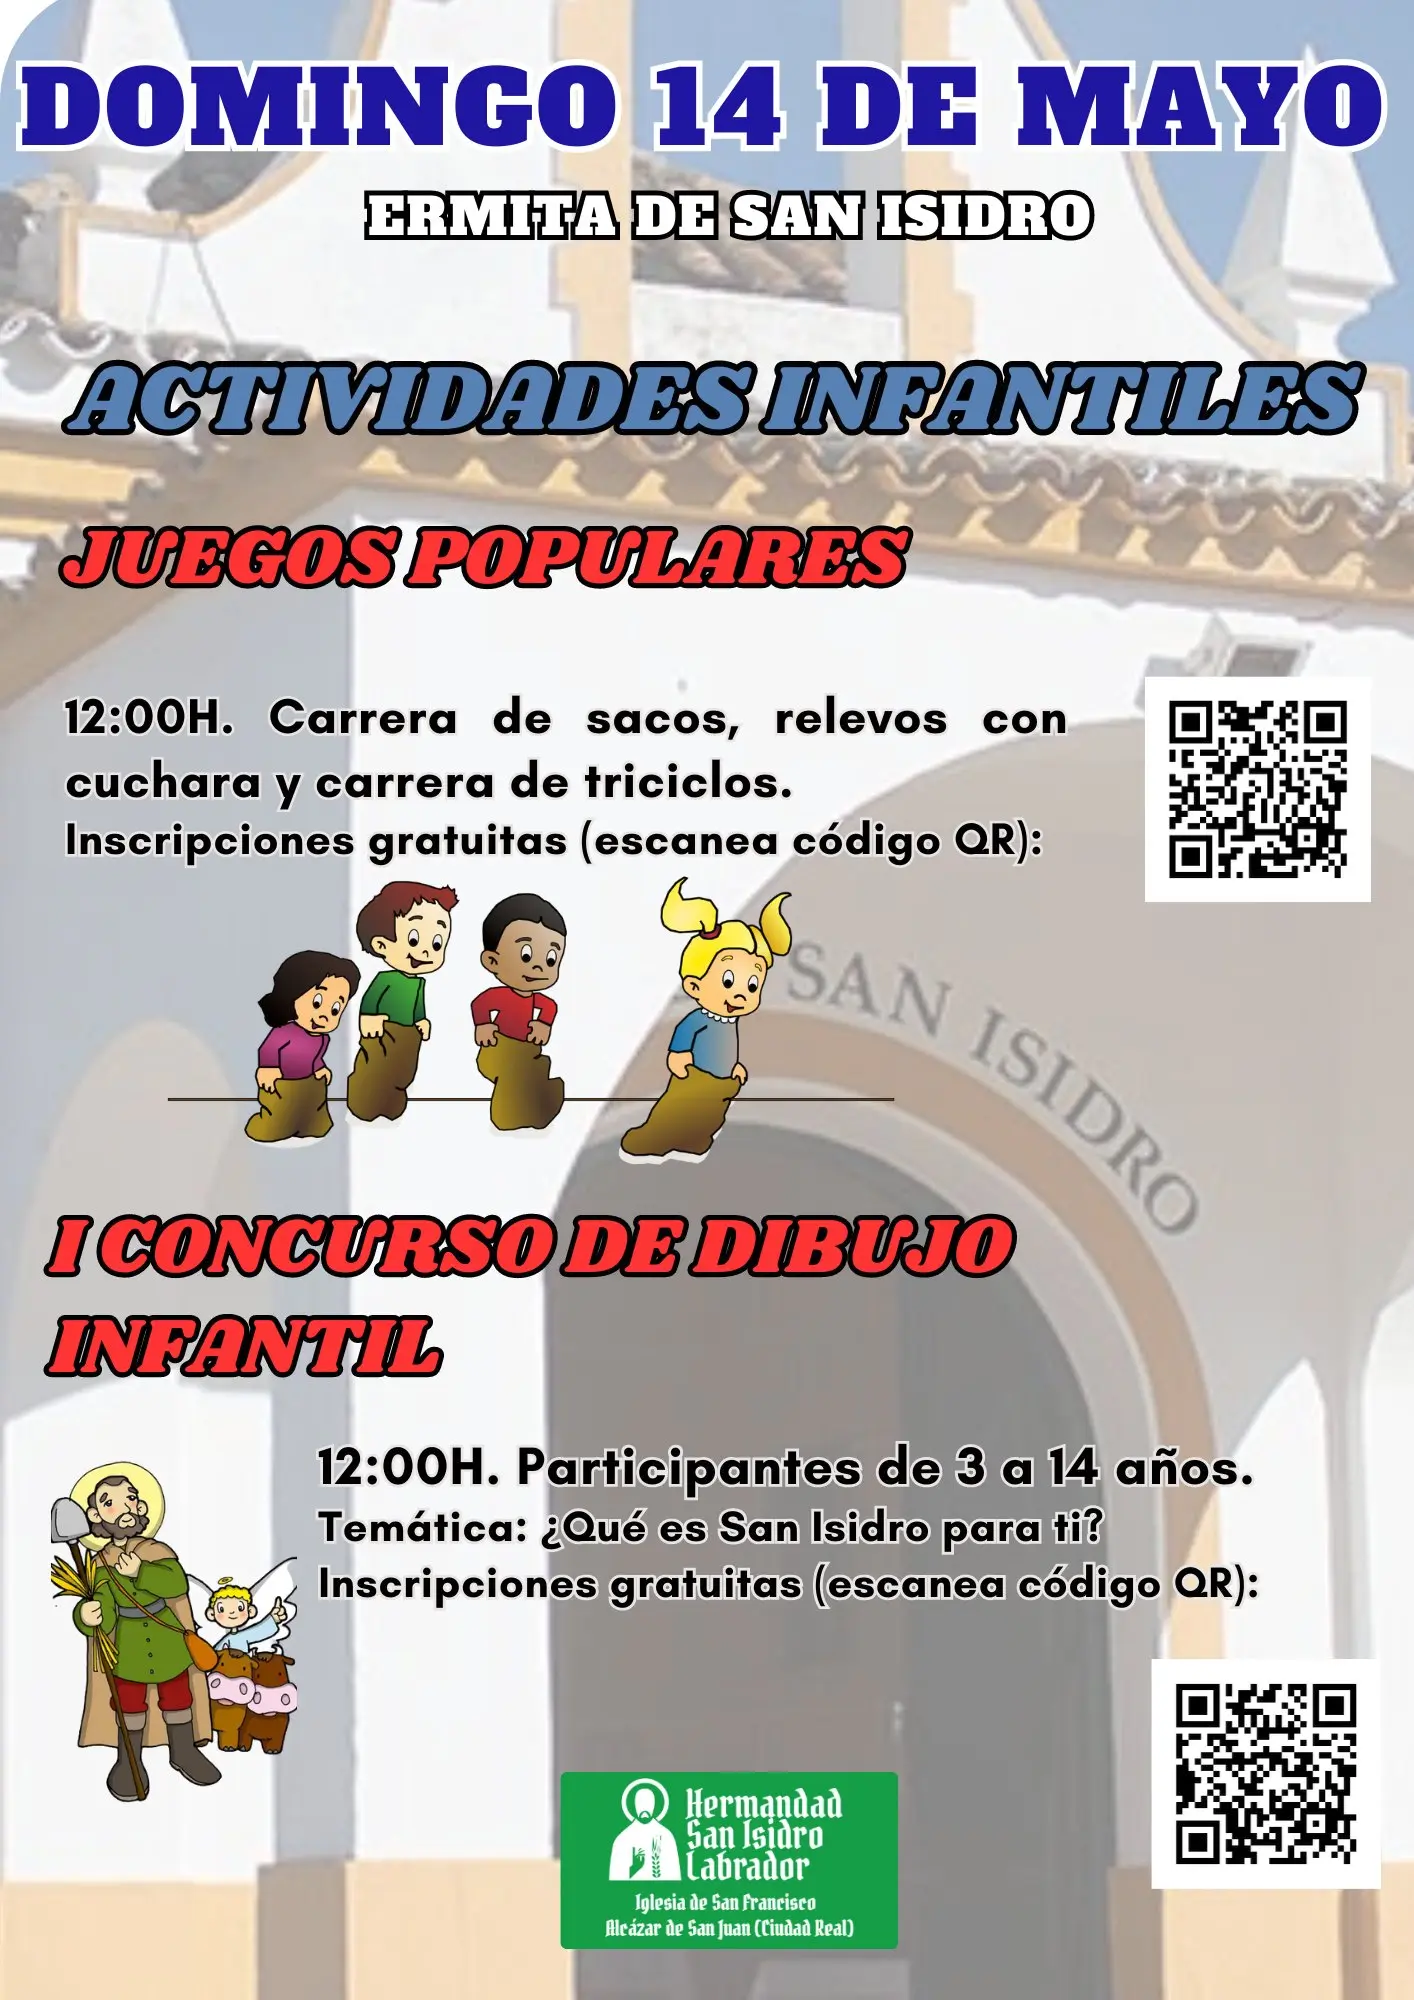 DOMINGO 14 DE MAYO
ERMITA DE SAN ISIDRO
ACTIVIDADES INFANTILES
JUEGOS POPULARES
12:00H. Carrera de sacos, relevos con
cuchara y carrera de triciclos.
Inscripciones gratuitas (escanea código QR):
SAN ISIDRO
I CONCURSO DE DIBUJO
INFANTIL
12:00H. Participantes de 3 a 14 años.
Temática: ¿Qué es San Isidro para ti?
Inscripciones gratuitas (escanea código QR):
Hermandad
San Isidro
Labrador
Iglesia de San Francisco
Alcázar de San Juan (Ciudad Real)